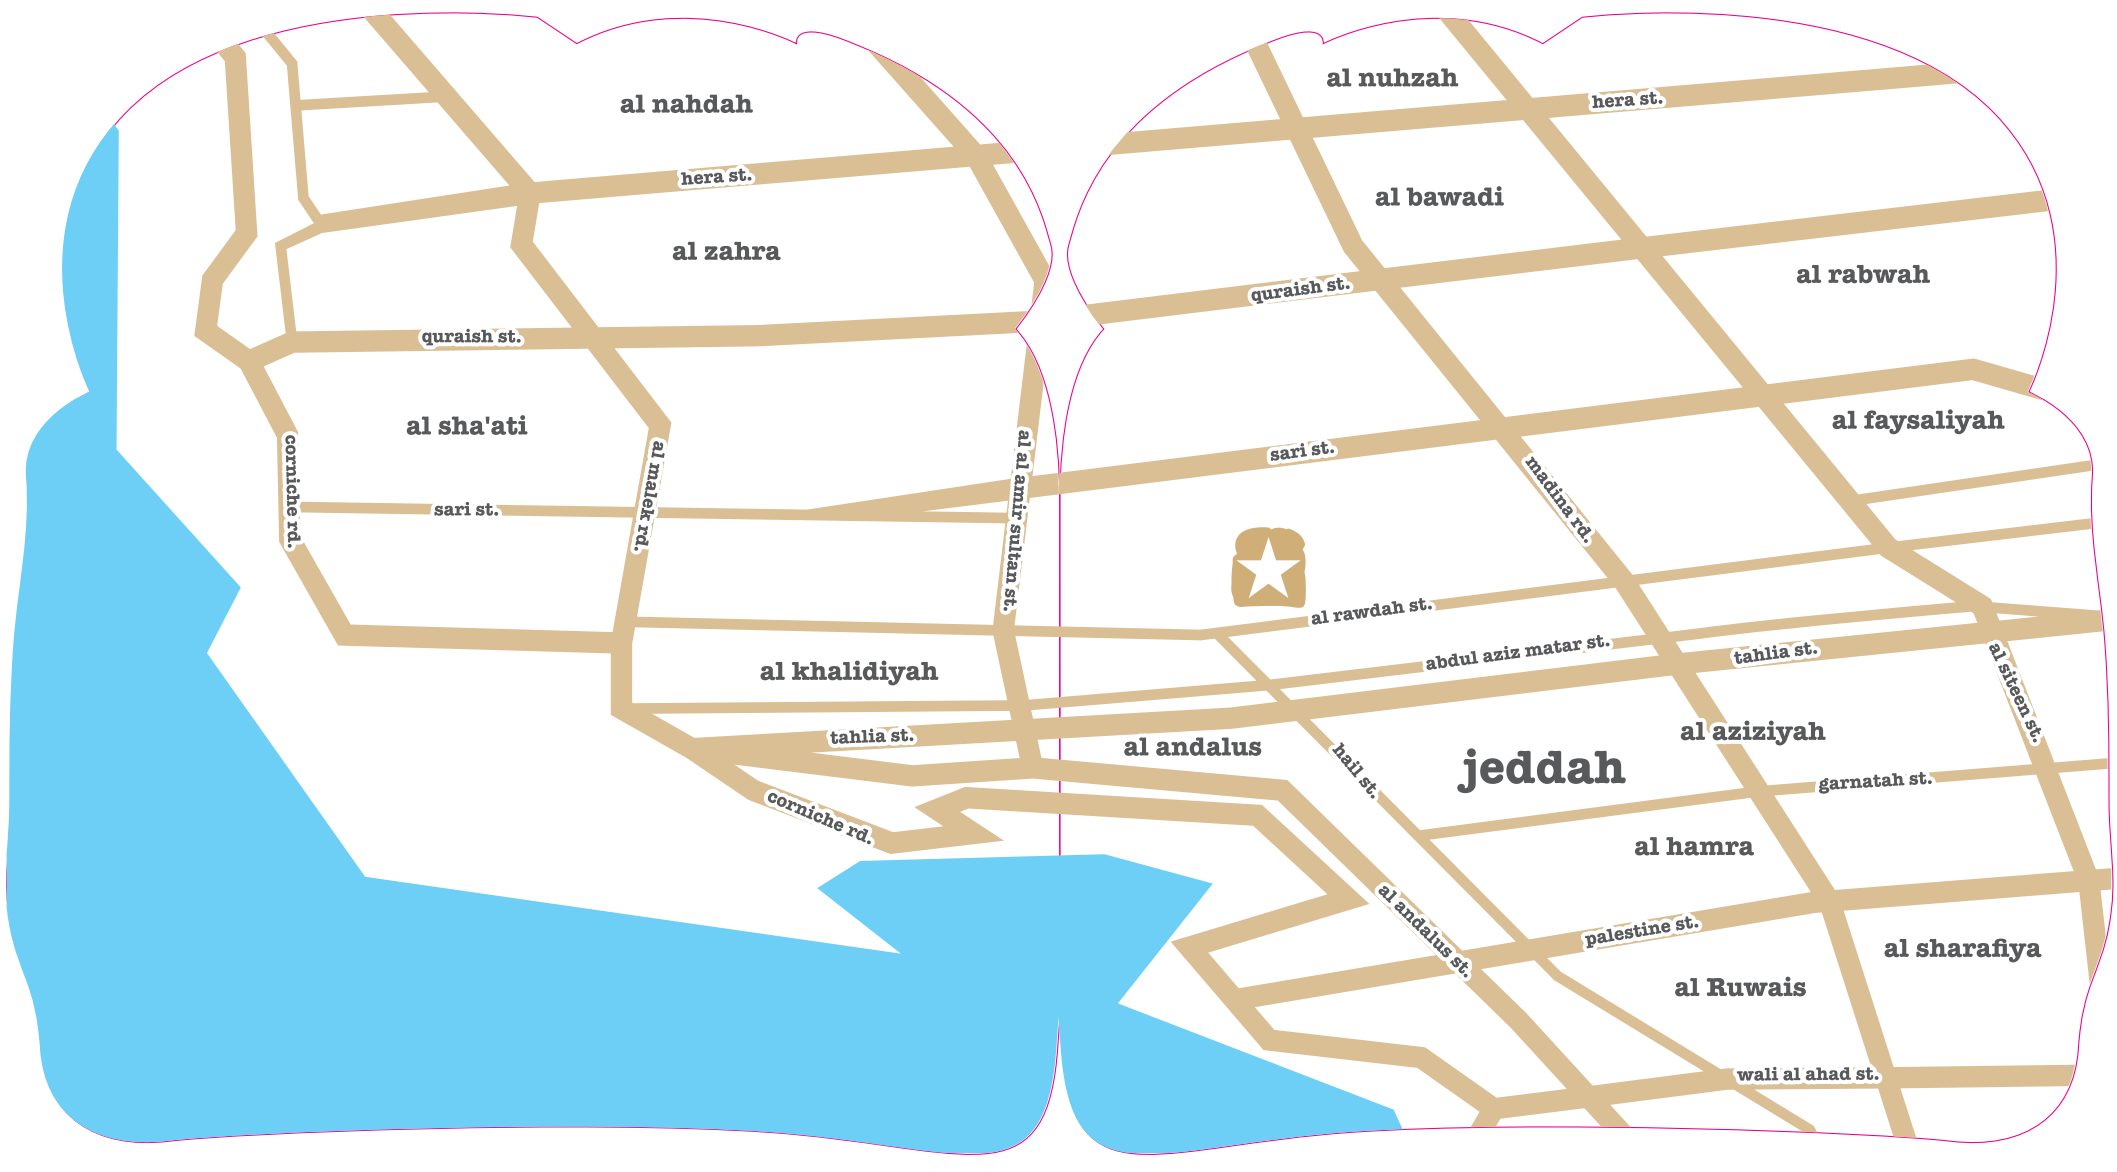 al nahdah
hera st.
al zahra
quraish st.
al sha'ati
corniche rd.
sari st.
al malek rd.
al al amir sultan st.
al khalidiyah
tahlia st.
corniche rd.
al nuhzah
hera st.
al bawadi
quraish st.
al rabwah
al faysaliyah
sari st.
madina rd.
al rawdah st.
abdul aziz matar st.
tahlia st.
al siteen st.
al aziziyah
al andalus
hail st.
jeddah
garnatah st.
al hamra
al andalus st.
palestine st.
al sharafiya
al Ruwais
wali al ahad st.